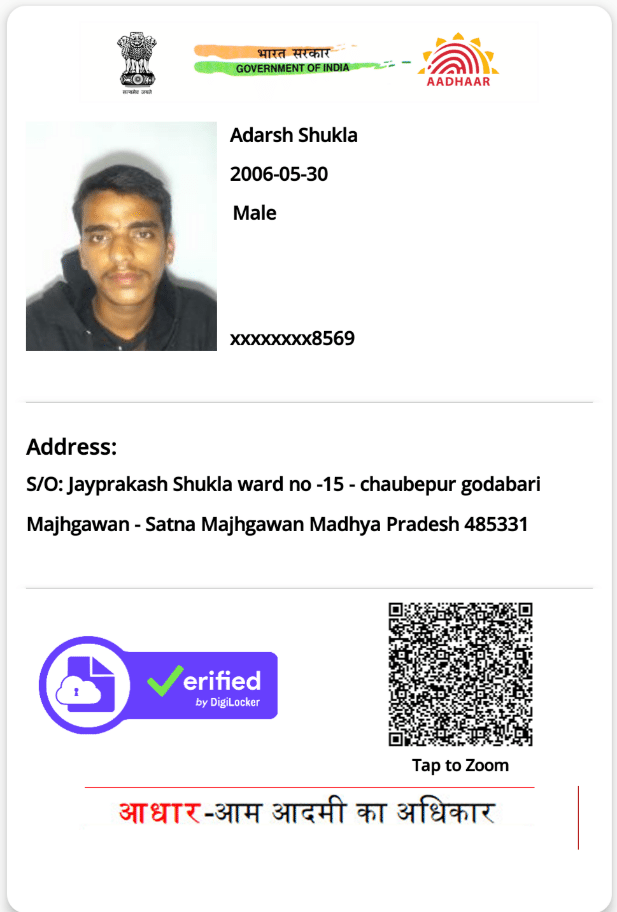 सत्यमेव जयते
भारत सरकार
GOVERNMENT OF INDIA
AADHAAR
Adarsh Shukla
2006-05-30
Male
xxxxxxxx8569
Address:
S/O: Jayprakash Shukla ward no -15 - chaubepur godabari
Majhgawan - Satna Majhgawan Madhya Pradesh 485331
Verified
by DigiLocker
Tap to Zoom
आधार-आम आदमी का अधिकार